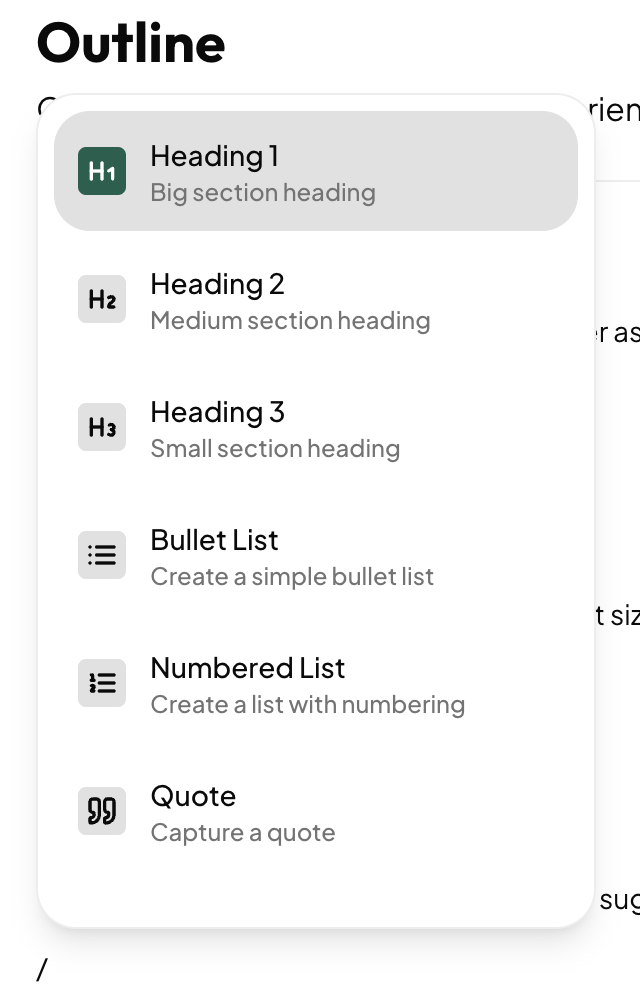 Outline
Heading 1
Big section heading
Heading 2
Medium section heading
Heading 3
Small section heading
Bullet List
Create a simple bullet list
Numbered List
Create a list with numbering
Quote
Capture a quote
H1
H2
H3
as
/